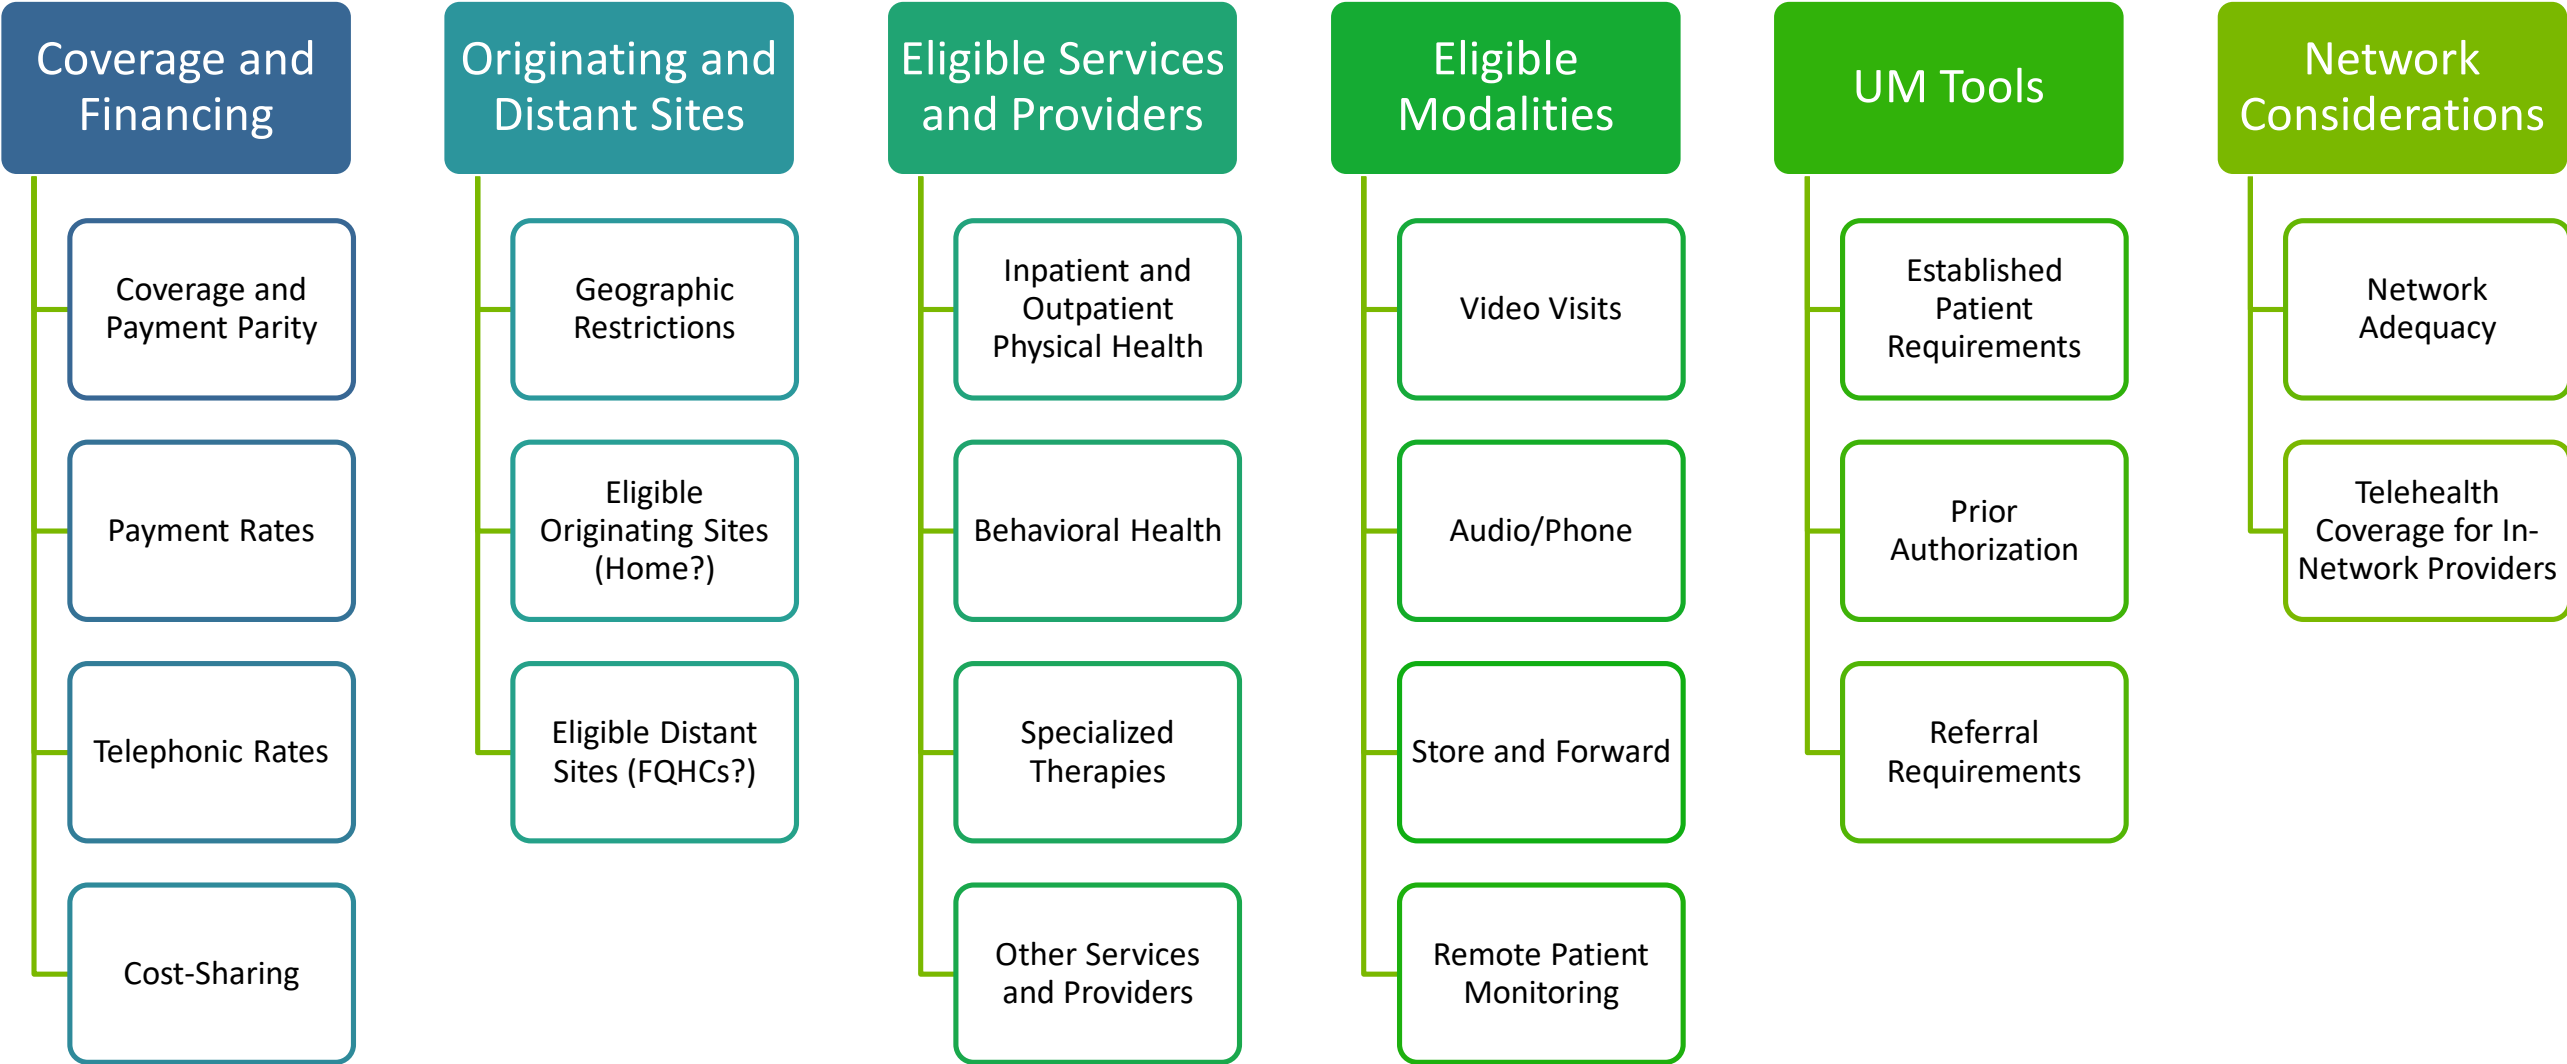 Coverage and
Financing
Coverage and
Payment Parity
Payment Rates
Telephonic Rates
Cost-Sharing
Originating and
Distant Sites
Geographic
Restrictions
Eligible
Originating Sites
(Home?)
Eligible Distant
Sites (FQHCs?)
Eligible Services
and Providers
Inpatient and
Outpatient
Physical Health
Behavioral Health
Specialized
Therapies
Other Services
and Providers
Eligible
Modalities
Video Visits
Audio/Phone
Store and Forward
Remote Patient
Monitoring
UM Tools
Established
Patient
Requirements
Prior
Authorization
Referral
Requirements
Network
Considerations
Network
Adequacy
Telehealth
Coverage for In-
Network Providers